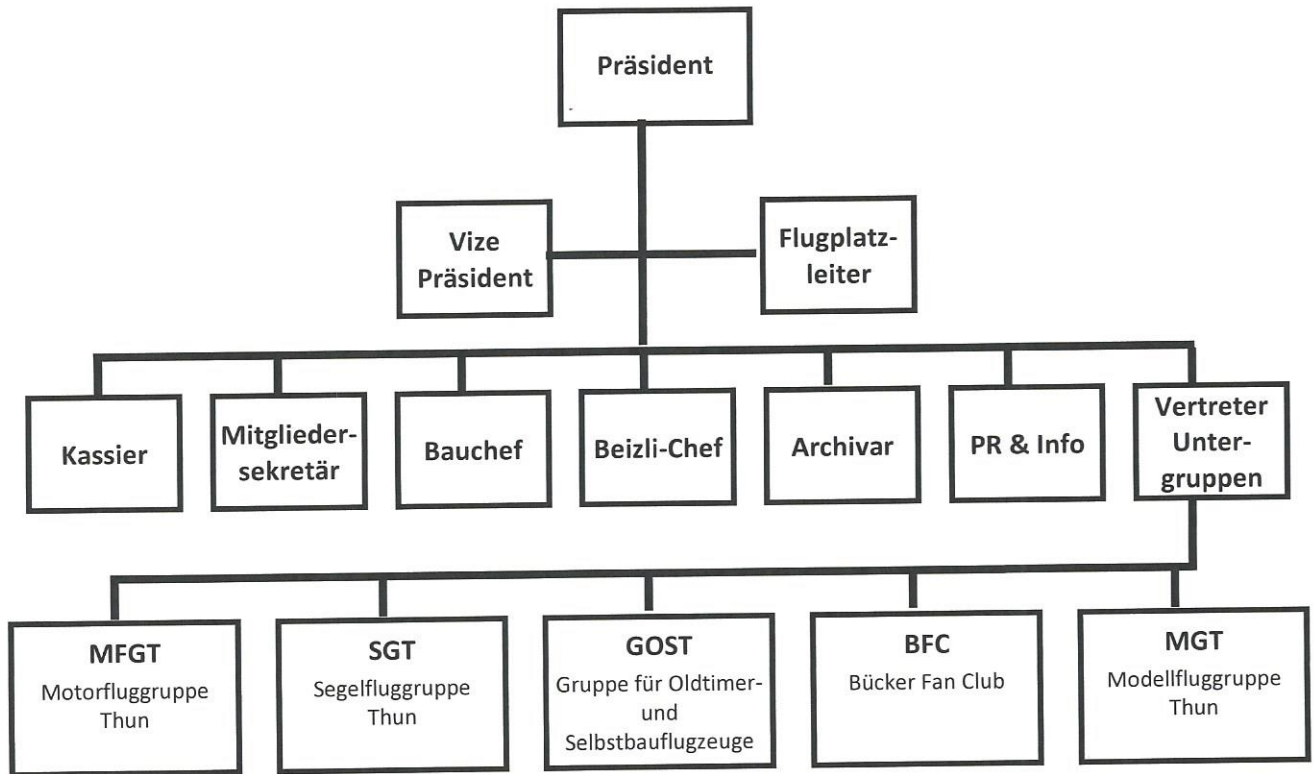 Präsident
Vize
Präsident
Flugplatz-
leiter
Kassier
Mitglieder-
sekretär
Bauchef
Beizli-Chef
Archivar
PR & Info
Vertreter
Unter-
gruppen
MFGT
Motorfluggruppe
Thun
SGT
Segelfluggruppe
Thun
GOST
Gruppe für Oldtimer-
und
Selbstbauflugzeuge
BFC
Bücker Fan Club
MGT
Modellfluggruppe
Thun